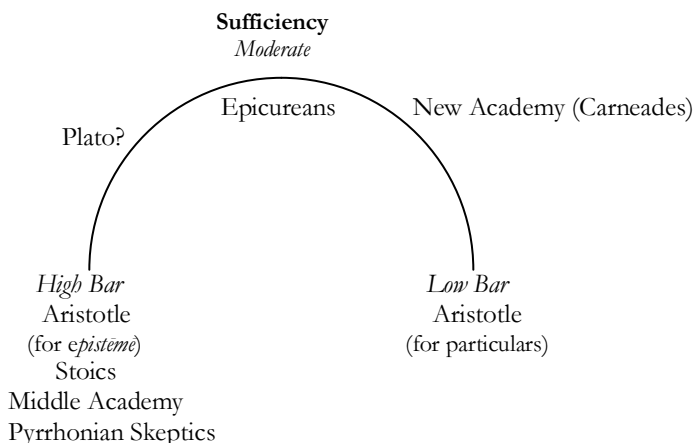 Sufficiency
Moderate
Epicureans
New Academy (Carneades)
Plato?
High Bar
Aristotle
(for epistēmē)
Stoics
Middle Academy
Pyrrhonian Skeptics
Low Bar
Aristotle
(for particulars)